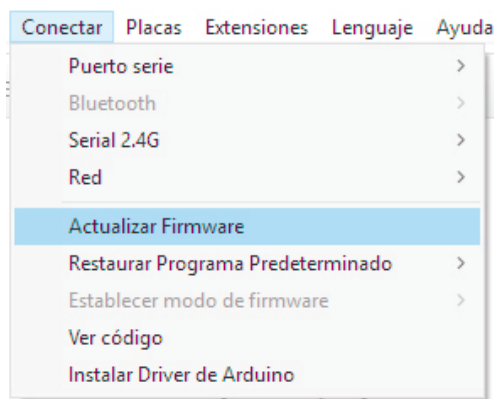 Conectar Placas Extensiones Lenguaje Ayuda
Puerto serie
Bluetooth
Serial 2.4G
Red
Actualizar Firmware
Restaurar Programa Predeterminado
Establecer modo de firmware
Ver código
Instalar Driver de Arduino